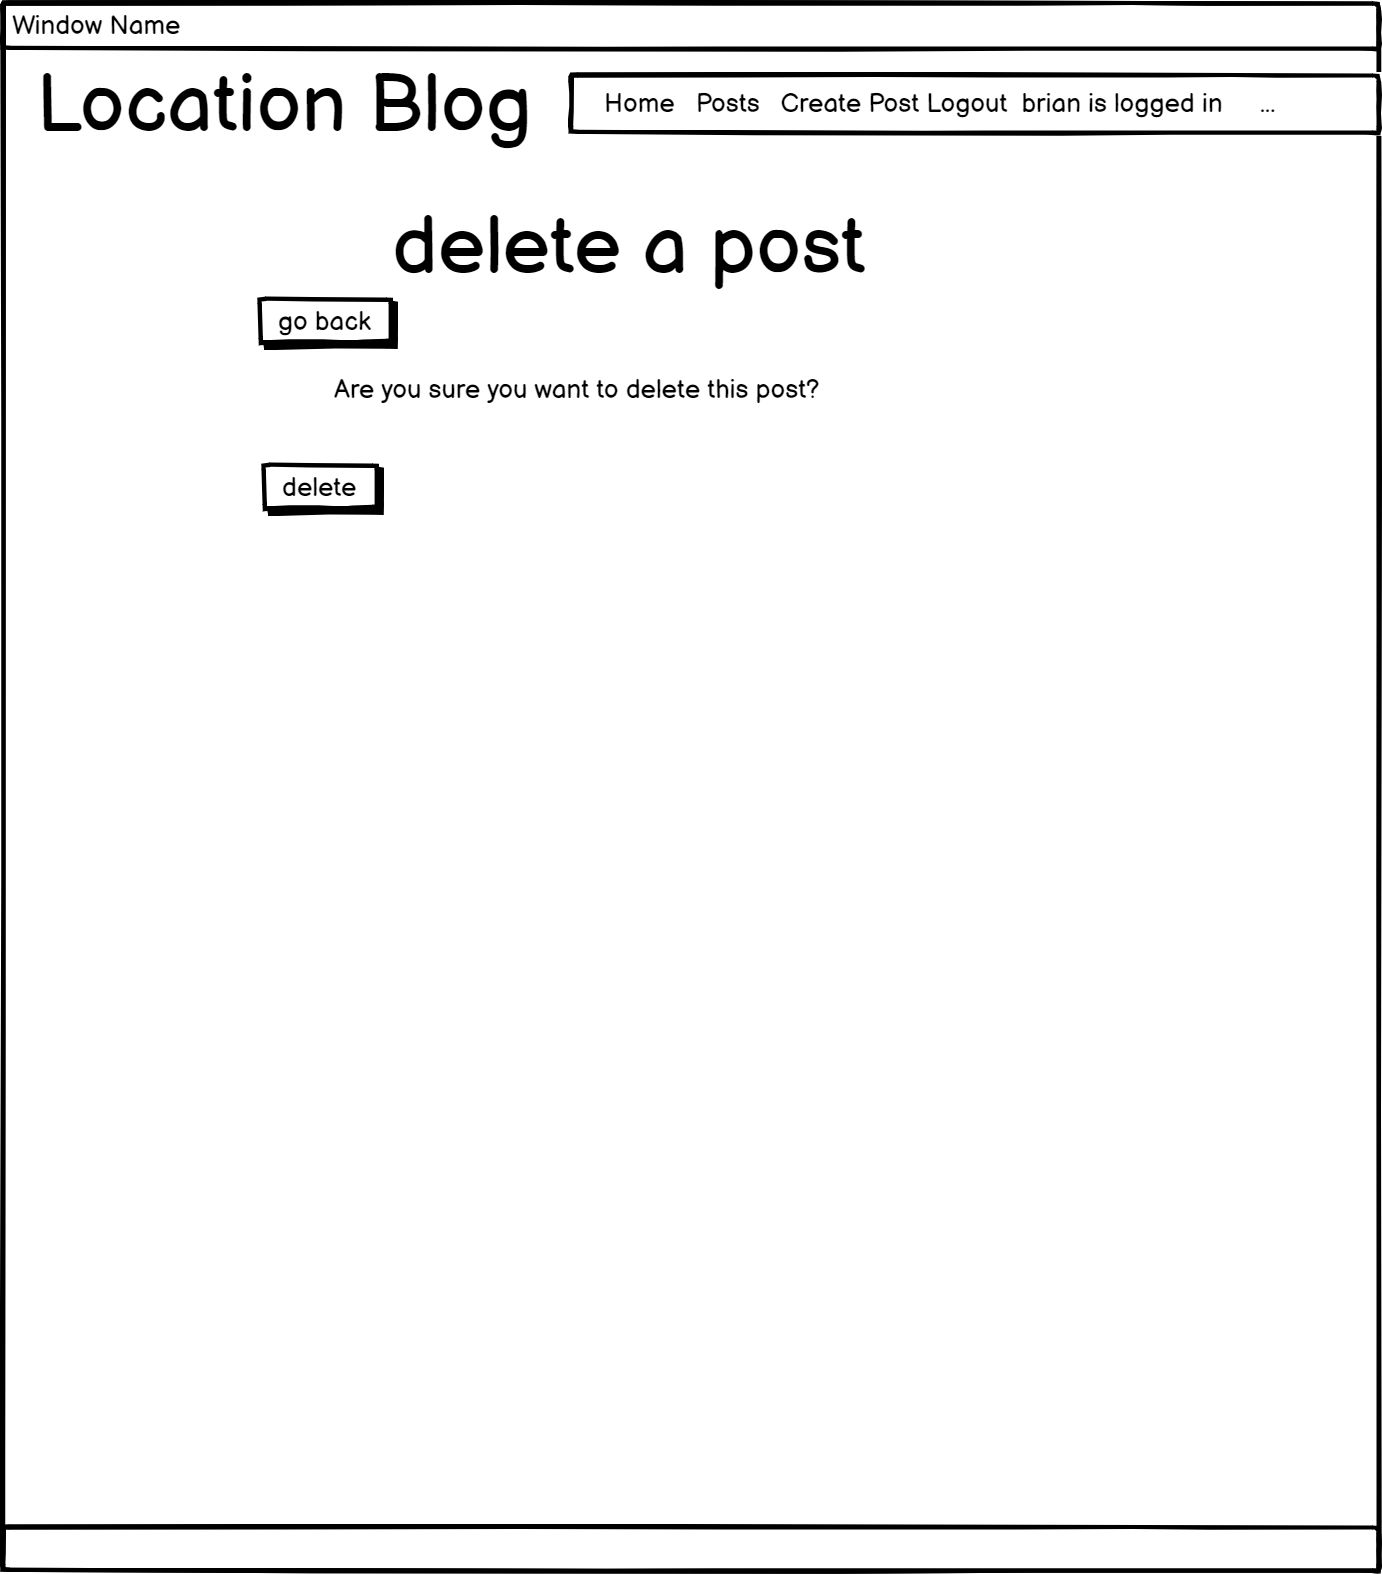 Window Name
Location Blog
Home Posts Create Post Logout brian is logged in ...
delete a post
go back
Are you sure you want to delete this post?
delete